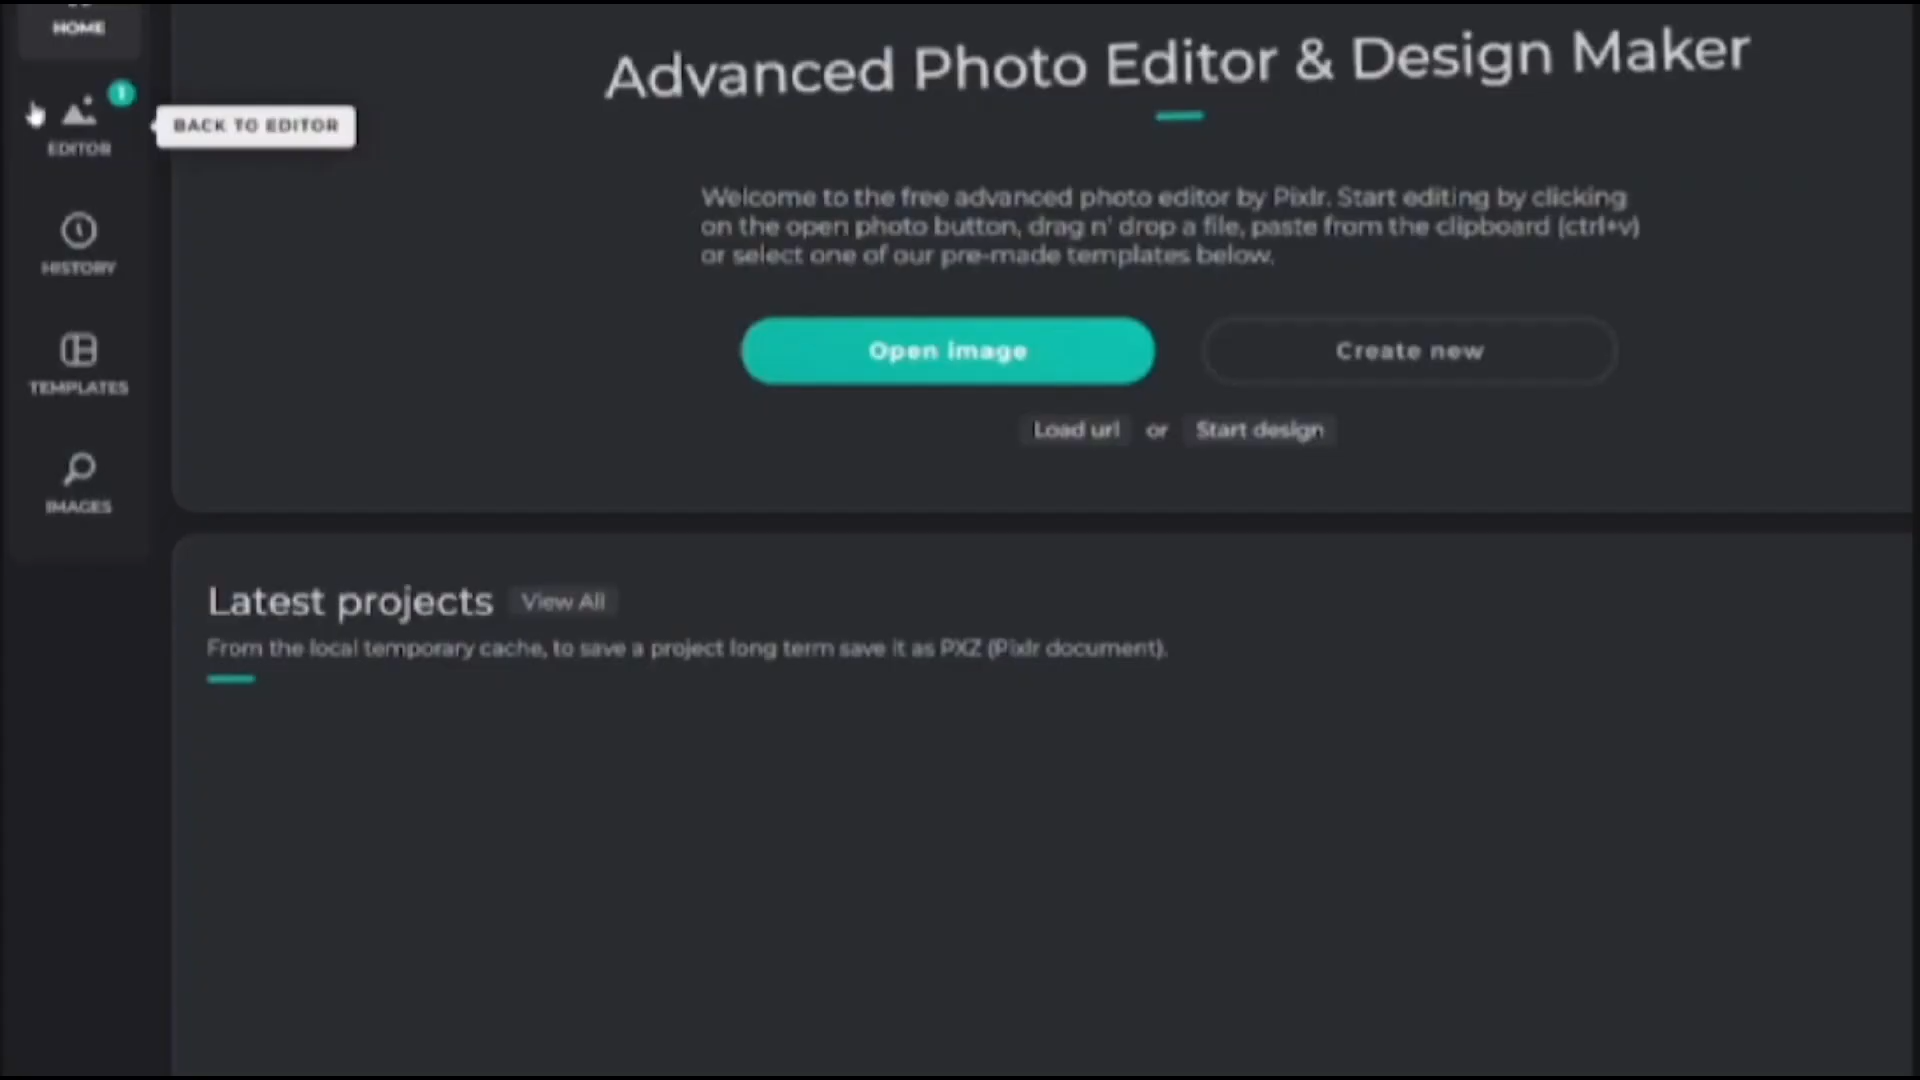 HOME
Advanced Photo Editor & Design Maker
1
BACK TO EDITOR
EDITOR
Welcome to the free advanced photo editor by Pixlr. Start editing by clicking
on the open photo button, drag n' drop a file, paste from the clipboard (ctrl+v)
or select one of our pre-made templates below.
HISTORY
Open image
Create new
TEMPLATES
Load url or Start design
IMAGES
Latest projects View All
From the local temporary cache, to save a project long term save it as PXZ (Pixlr document).